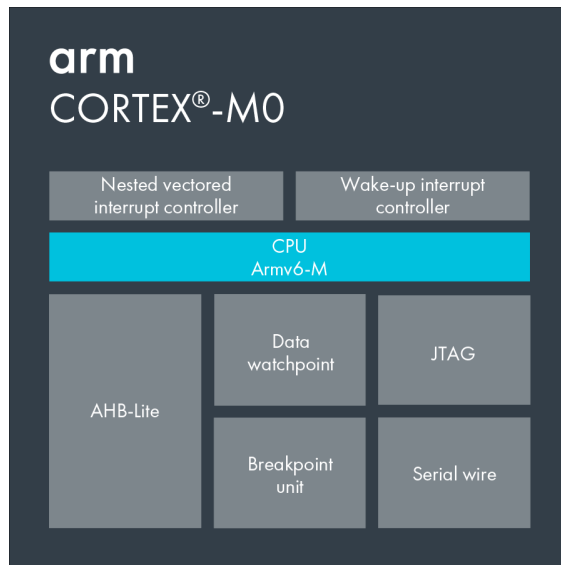 arm
CORTEX®-M0
Nested vectored
interrupt controller
Wake-up interrupt
controller
CPU
Armv6-M
AHB-Lite
Data
watchpoint
JTAG
Breakpoint
unit
Serial wire